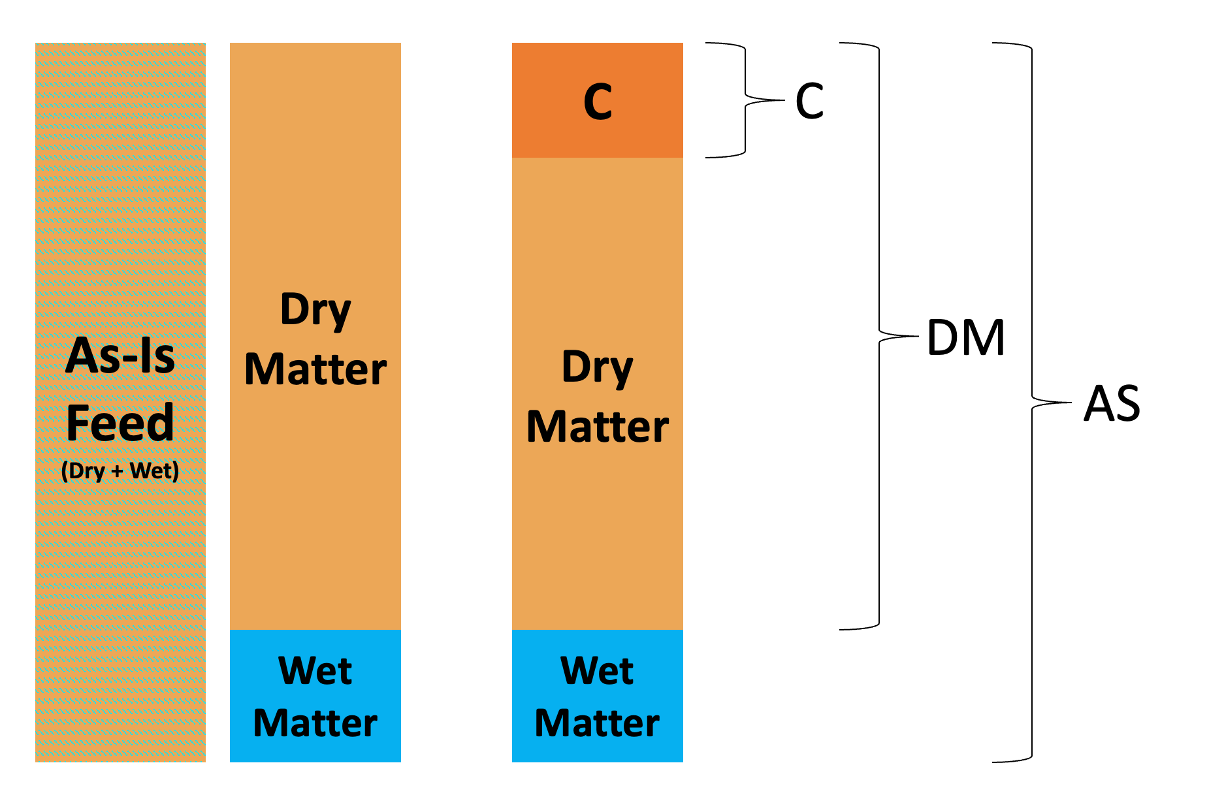 As-Is
Feed
(Dry + Wet)
Dry
Matter
Wet
Matter
C
Dry
Matter
Wet
Matter
C
DM
AS